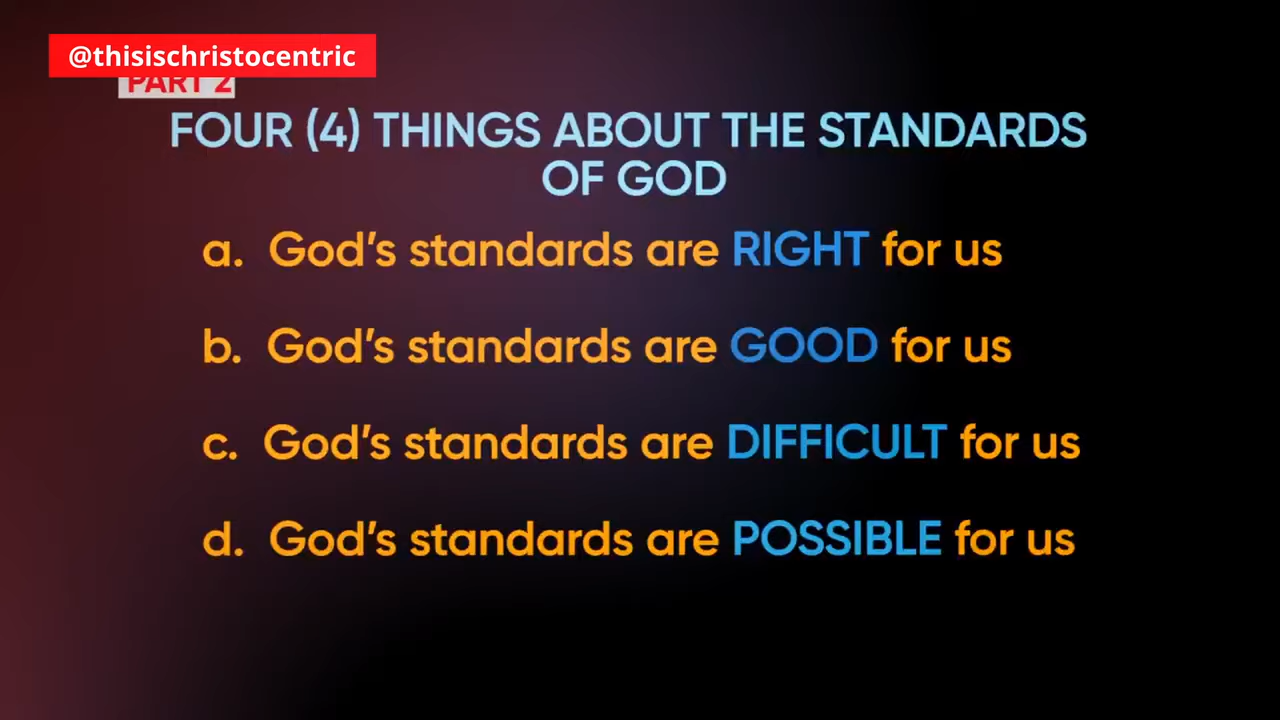 @thisischristocentric
PART 2
FOUR (4) THINGS ABOUT THE STANDARDS
OF GOD
a. God's standards are RIGHT for us
b. God's standards are GOOD for us
c. God's standards are DIFFICULT for us
d. God's standards are POSSIBLE for us